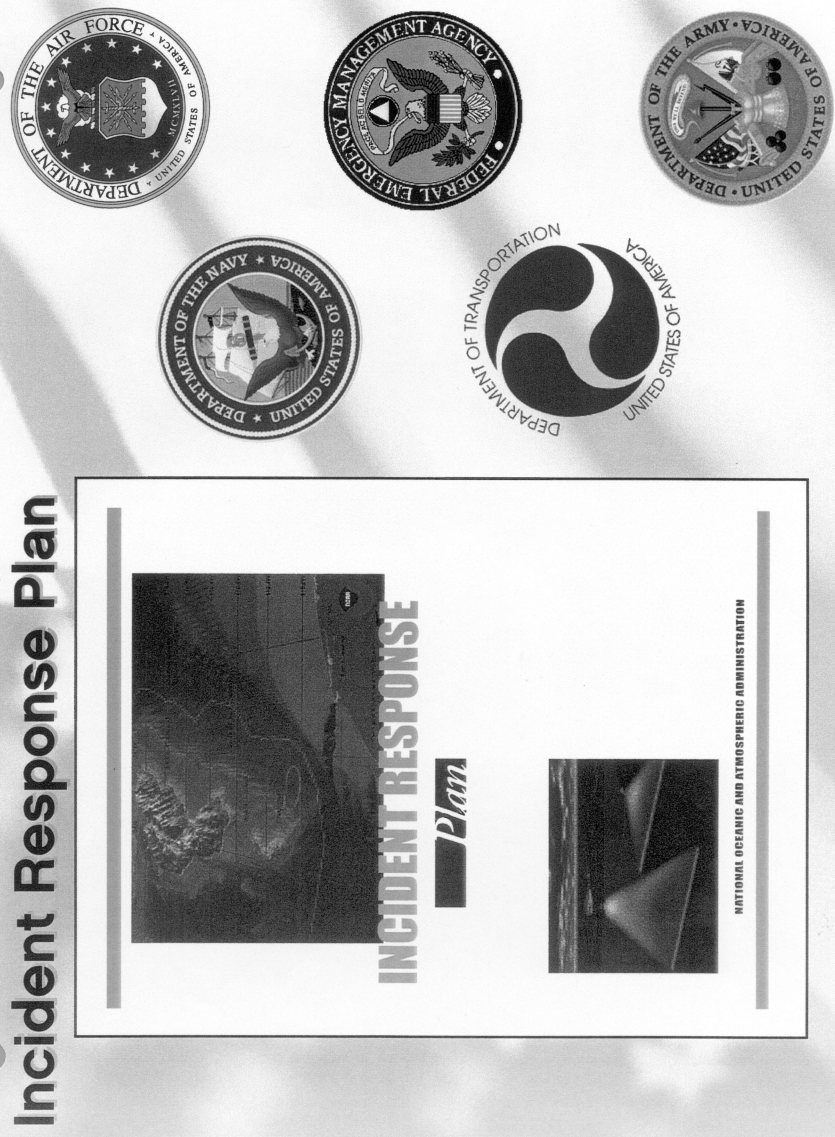 Incident Response Plan
INCIDENT RESPONSE
Plan
NATIONAL OCEANIC AND ATMOSPHERIC ADMINISTRATION
DEPARTMENT OF THE AIR FORCE
UNITED STATES OF AMERICA
MCMXLVII
DEPARTMENT OF THE NAVY
UNITED STATES OF AMERICA
FEDERAL EMERGENCY MANAGEMENT AGENCY
DEPARTMENT OF TRANSPORTATION
UNITED STATES OF AMERICA
DEPARTMENT OF THE ARMY
UNITED STATES OF AMERICA